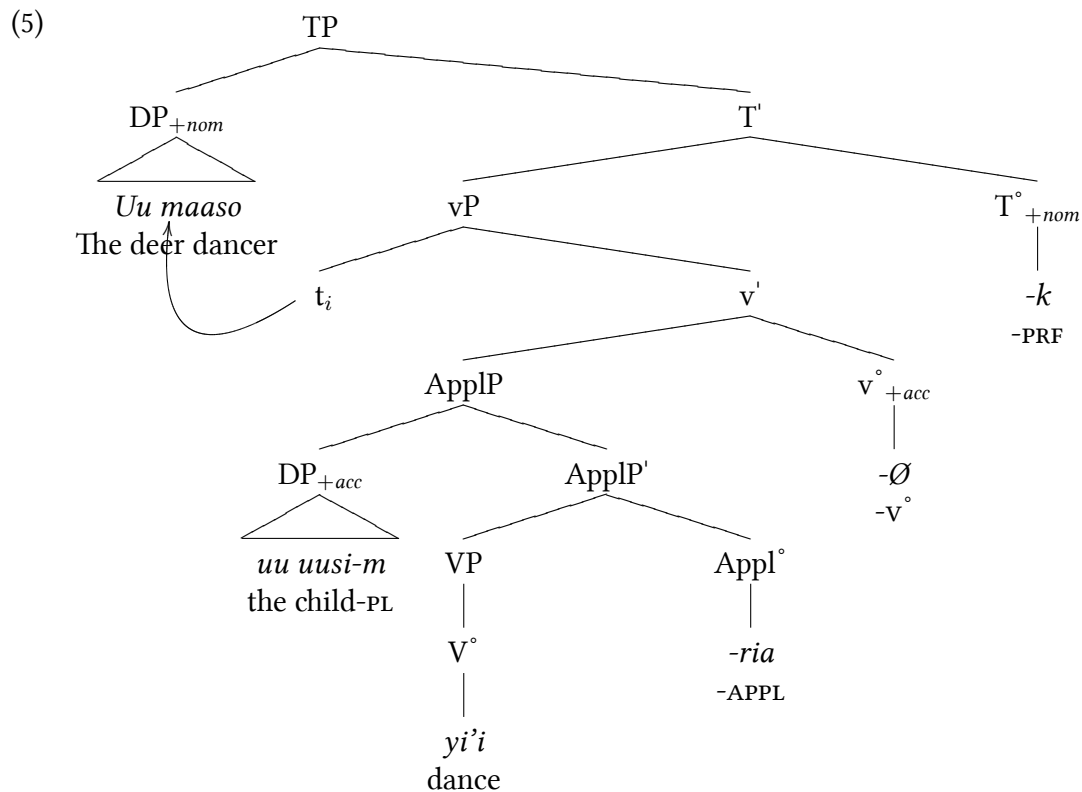 (5)
TP
DP+nom
T'
Uu maaso
The deer dancer
vP
T°+nom
ti
v'
-k
-PRF
ApplP
v°+acc
DP+acc
ApplP'
-Ø
-v°
uu uusi-m
the child-PL
VP
Appl°
V°
-ria
-APPL
yi'i
dance